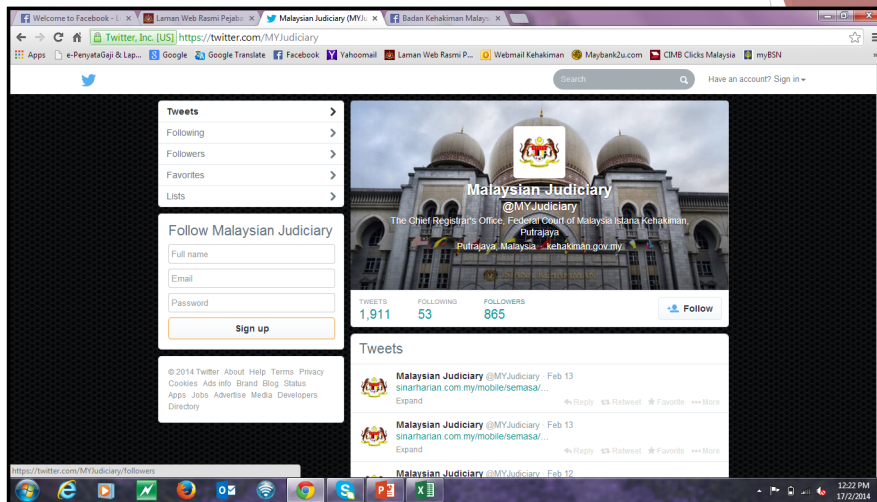 Welcome to Facebook - L
Laman Web Rasmi Pejaba
Malaysian Judiciary (MYJu
Badan Kehakiman Malays
Twitter, Inc. [US] https://twitter.com/MYJudiciary
Apps e-PenyataGaji & Lap... Google Google Translate Facebook Yahoomail Laman Web Rasmi P... Webmail Kehakiman Maybank2u.com CIMB Clicks Malaysia myBSN
Search
Have an account? Sign in
Tweets
Following
Followers
Favorites
Lists
Follow Malaysian Judiciary
Full name
Email
Password
Sign up
© 2014 Twitter About Help Terms Privacy
Cookies Ads info Brand Blog Status
Apps Jobs Advertise Media Developers
Directory
Malaysian Judiciary
@MYJudiciary
The Chief Registrar's Office, Federal Court of Malaysia Istana Kehakiman,
Putrajaya
Putrajaya, Malaysia · kehakiman.gov.my
TWEETS FOLLOWING FOLLOWERS
1,911 53 865
Follow
Tweets
Malaysian Judiciary @MYJudiciary · Feb 13
sinarharian.com.my/mobile/semasa/...
Expand Reply Retweet Favorite More
Malaysian Judiciary @MYJudiciary · Feb 13
sinarharian.com.my/mobile/semasa/...
Expand Reply Retweet Favorite More
Malaysian Judiciary @MYJudiciary · Feb 12
https://twitter.com/MYJudiciary/followers
12:22 PM
17/2/2014